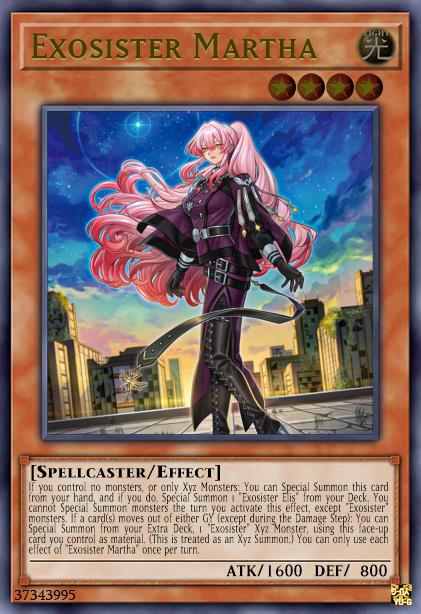 EXOSISTER MARTHA
LIGHT
光
[SPELLCASTER/EFFECT]
If you control no monsters, or only Xyz Monsters: You can Special Summon this card
from your hand, and if you do, Special Summon 1 "Exosister Elis" from your Deck. You
cannot Special Summon monsters the turn you activate this effect, except "Exosister"
monsters. If a card(s) moves out of either GY (except during the Damage Step): You can
Special Summon from your Extra Deck, 1 "Exosister" Xyz Monster, using this face-up
card you control as material. (This is treated as an Xyz Summon.) You can only use each
effect of "Exosister Martha" once per turn.
ATK/1600 DEF/ 800
37343995